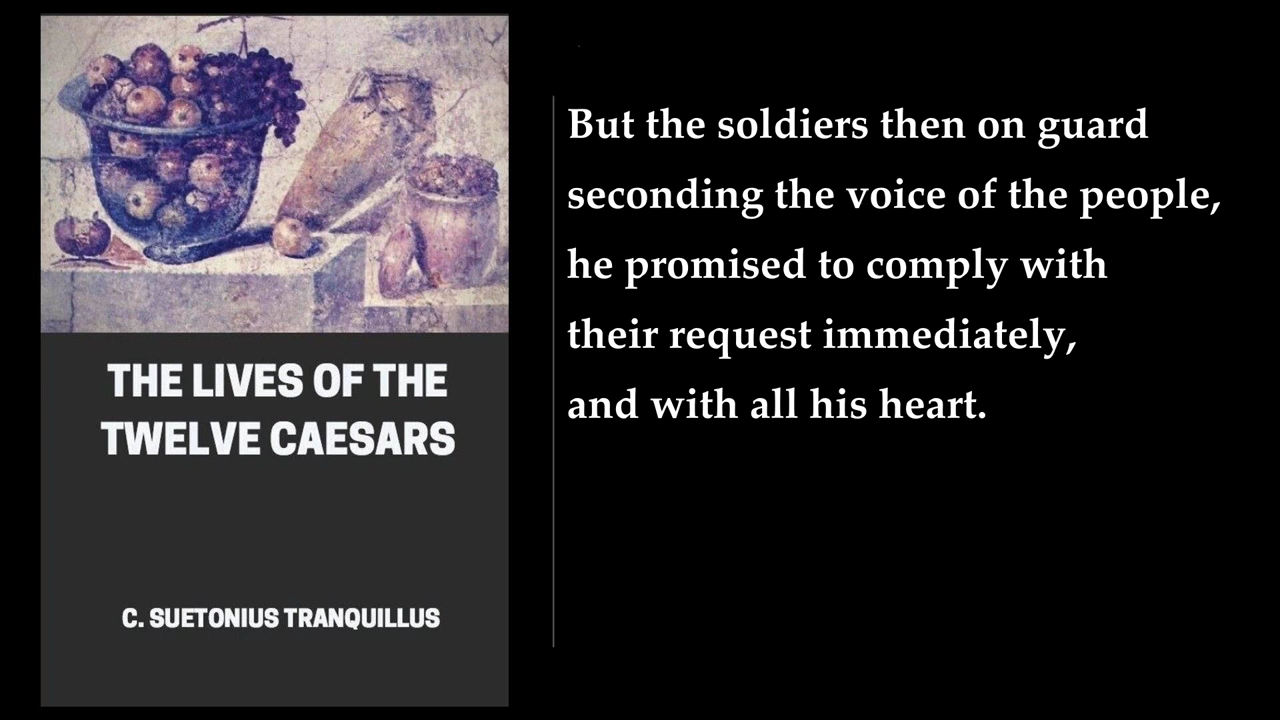 THE LIVES OF THE
TWELVE CAESARS
C. SUETONIUS TRANQUILLUS
But the soldiers then on guard
seconding the voice of the people,
he promised to comply with
their request immediately,
and with all his heart.